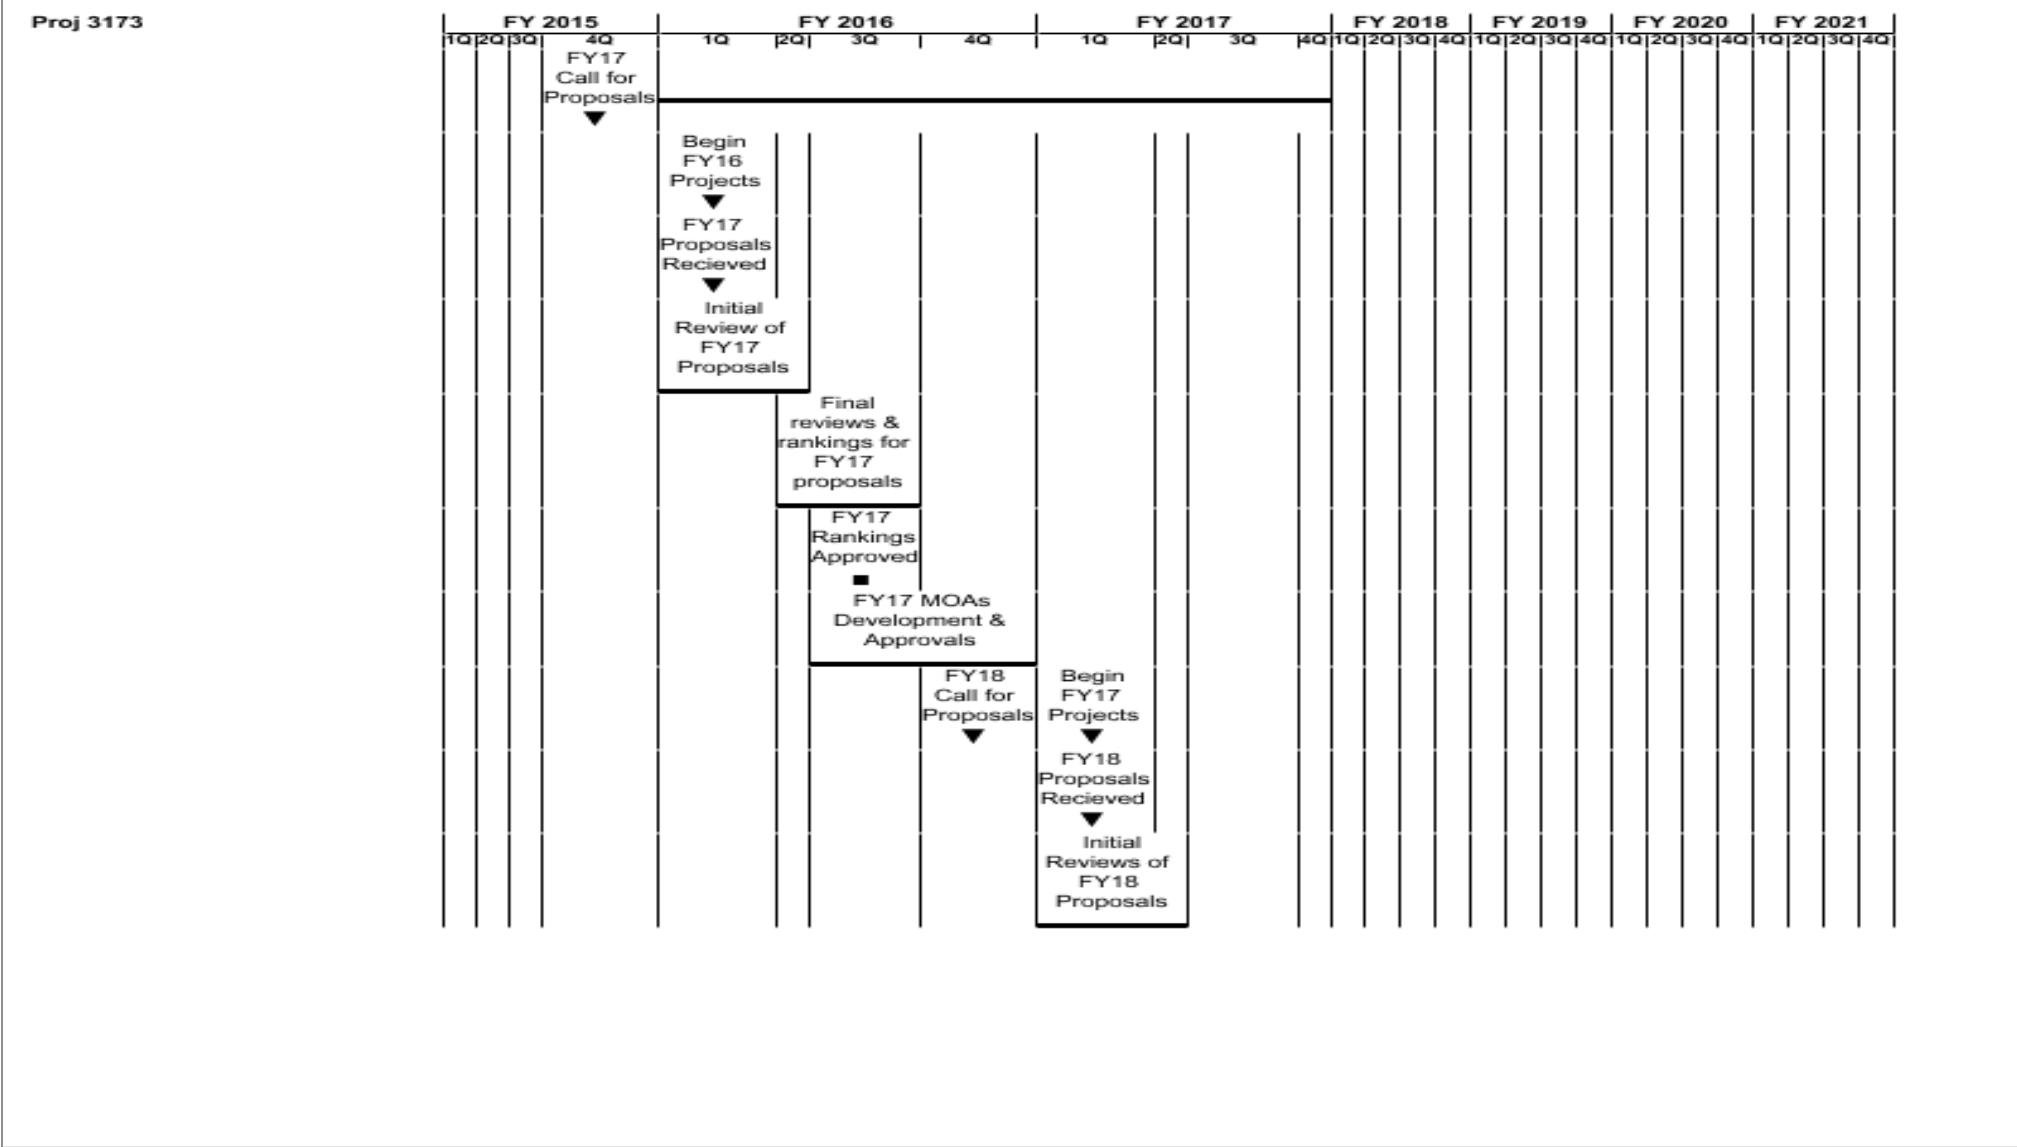 Proj 3173 FY 2015 FY 2016 FY 2017 FY 2018 FY 2019 FY 2020 FY 2021
1Q 2Q 3Q 4Q 1Q 2Q 3Q 4Q 1Q 2Q 3Q 4Q 1Q 2Q 3Q 4Q 1Q 2Q 3Q 4Q 1Q 2Q 3Q 4Q 1Q 2Q 3Q 4Q
FY17
Call for
Proposals
Begin
FY16
Projects
FY17
Proposals
Recieved
Initial
Review of
FY17
Proposals
Final
reviews &
rankings for
FY17
proposals
FY17
Rankings
Approved
FY17 MOAs
Development &
Approvals
FY18
Call for
Proposals
Begin
FY17
Projects
FY18
Proposals
Recieved
Initial
Reviews of
FY18
Proposals